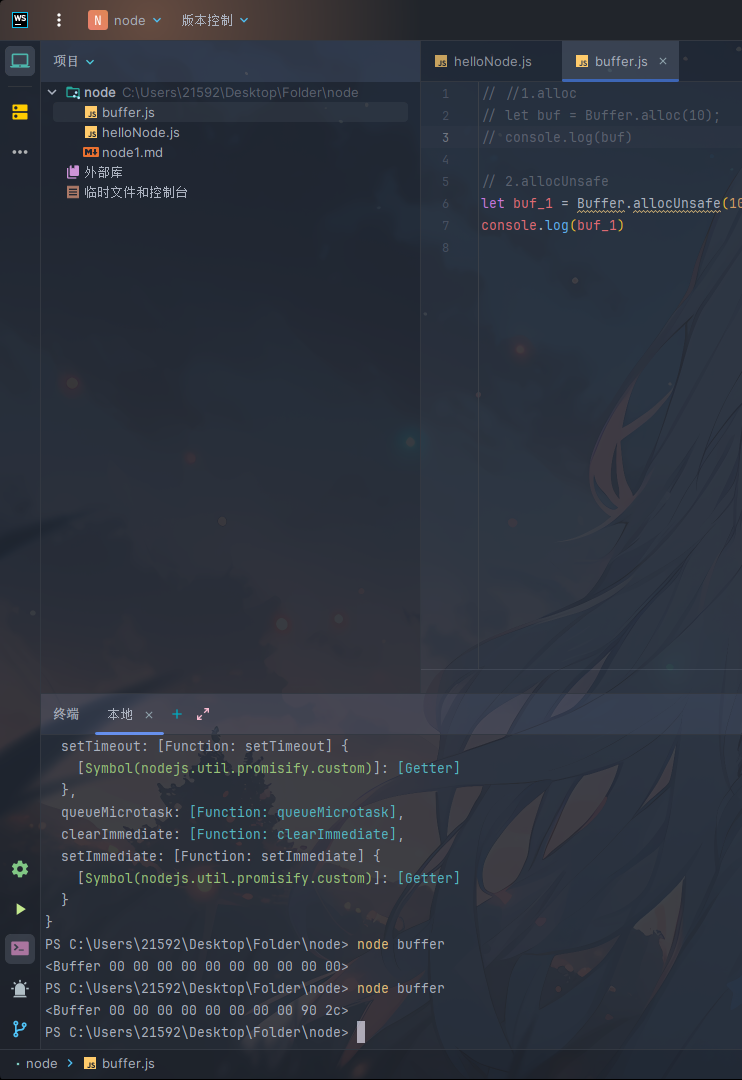 WS
N node 版本控制
项目
node C:\Users\21592\Desktop\Folder\node
buffer.js
helloNode.js
node1.md
外部库
临时文件和控制台
helloNode.js
buffer.js
1 // //1.alloc
2 // let buf = Buffer.alloc(10);
3 // console.log(buf)
4
5 // 2.allocUnsafe
6 let buf_1 = Buffer.allocUnsafe(10
7 console.log(buf_1)
8
终端 本地
setTimeout: [Function: setTimeout] {
[Symbol(nodejs.util.promisify.custom)]: [Getter]
},
queueMicrotask: [Function: queueMicrotask],
clearImmediate: [Function: clearImmediate],
setImmediate: [Function: setImmediate] {
[Symbol(nodejs.util.promisify.custom)]: [Getter]
}
}
PS C:\Users\21592\Desktop\Folder\node> node buffer
<Buffer 00 00 00 00 00 00 00 00 00 00>
PS C:\Users\21592\Desktop\Folder\node> node buffer
<Buffer 00 00 00 00 00 00 00 00 90 2c>
PS C:\Users\21592\Desktop\Folder\node>
node > buffer.js